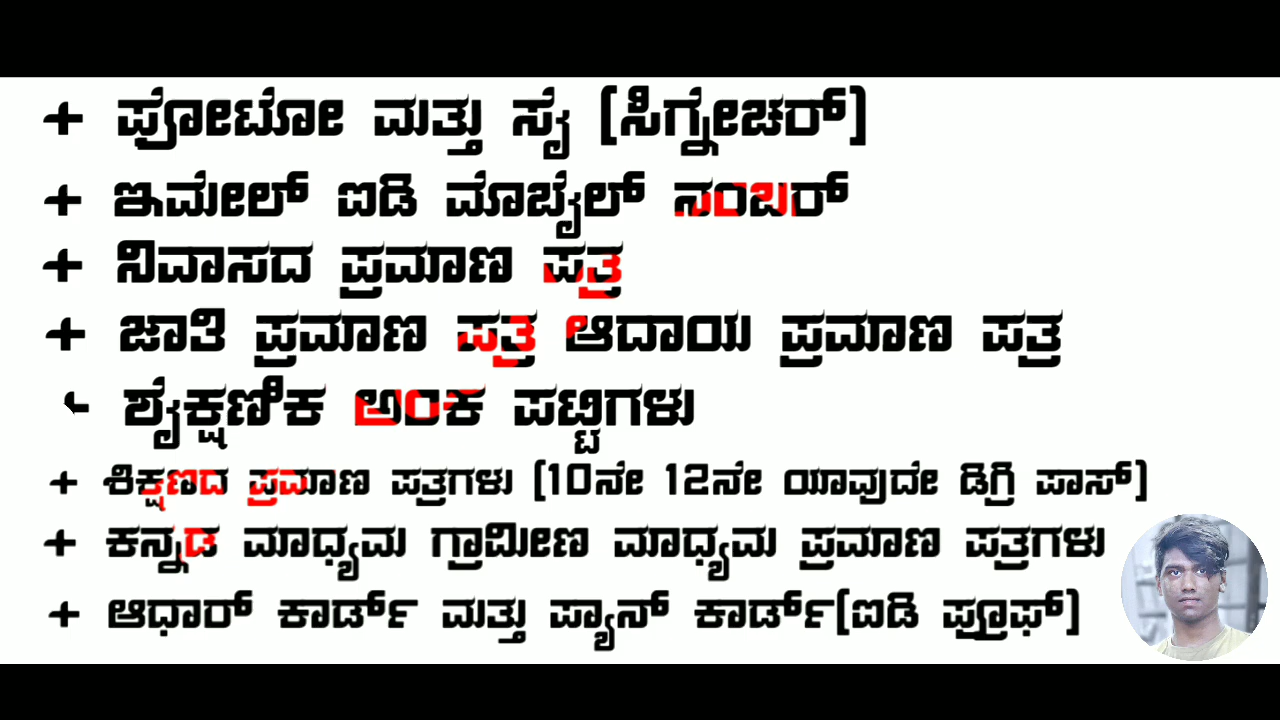 + ಫೋಟೋ ಮತ್ತು ಸೈ [ಸಿಗ್ನೇಚರ್]
+ ಇಮೇಲ್ ಐಡಿ ಮೊಬೈಲ್ ನಂಬರ್
+ ನಿವಾಸದ ಪ್ರಮಾಣ ಪತ್ರ
+ ಜಾತಿ ಪ್ರಮಾಣ ಪತ್ರ ಆದಾಯ ಪ್ರಮಾಣ ಪತ್ರ
+ ಶೈಕ್ಷಣಿಕ ಅಂಕ ಪಟ್ಟಿಗಳು
+ ಶಿಕ್ಷಣದ ಪ್ರಮಾಣ ಪತ್ರಗಳು [10ನೇ 12ನೇ ಯಾವುದೇ ಡಿಗ್ರಿ ಪಾಸ್]
+ ಕನ್ನಡ ಮಾಧ್ಯಮ ಗ್ರಾಮೀಣ ಮಾಧ್ಯಮ ಪ್ರಮಾಣ ಪತ್ರಗಳು
+ ಆಧಾರ್ ಕಾರ್ಡ್ ಮತ್ತು ಪ್ಯಾನ್ ಕಾರ್ಡ್[ಐಡಿ ಪ್ರೂಫ್]